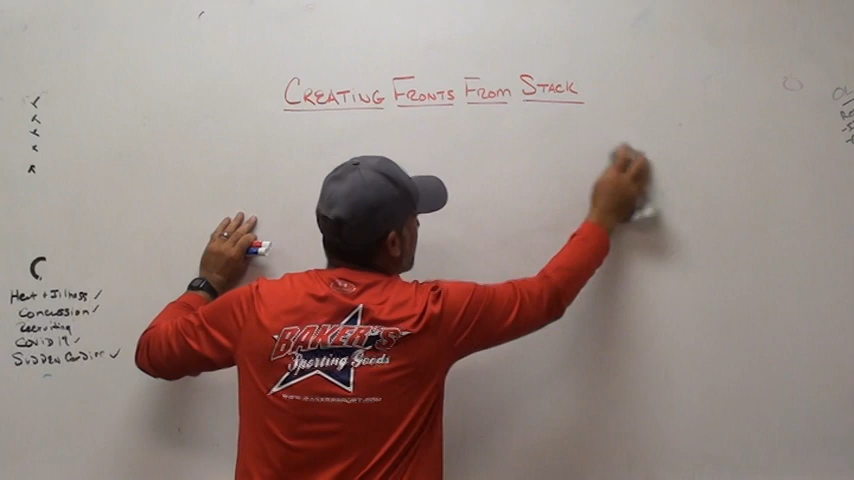 CREATING FRONTS FROM STACK
Heat + Illness ✓
Concussion ✓
Recruiting
COVID 19 ✓
SUDDEN CARDIAC ✓
BAKER'S
Sporting Goods